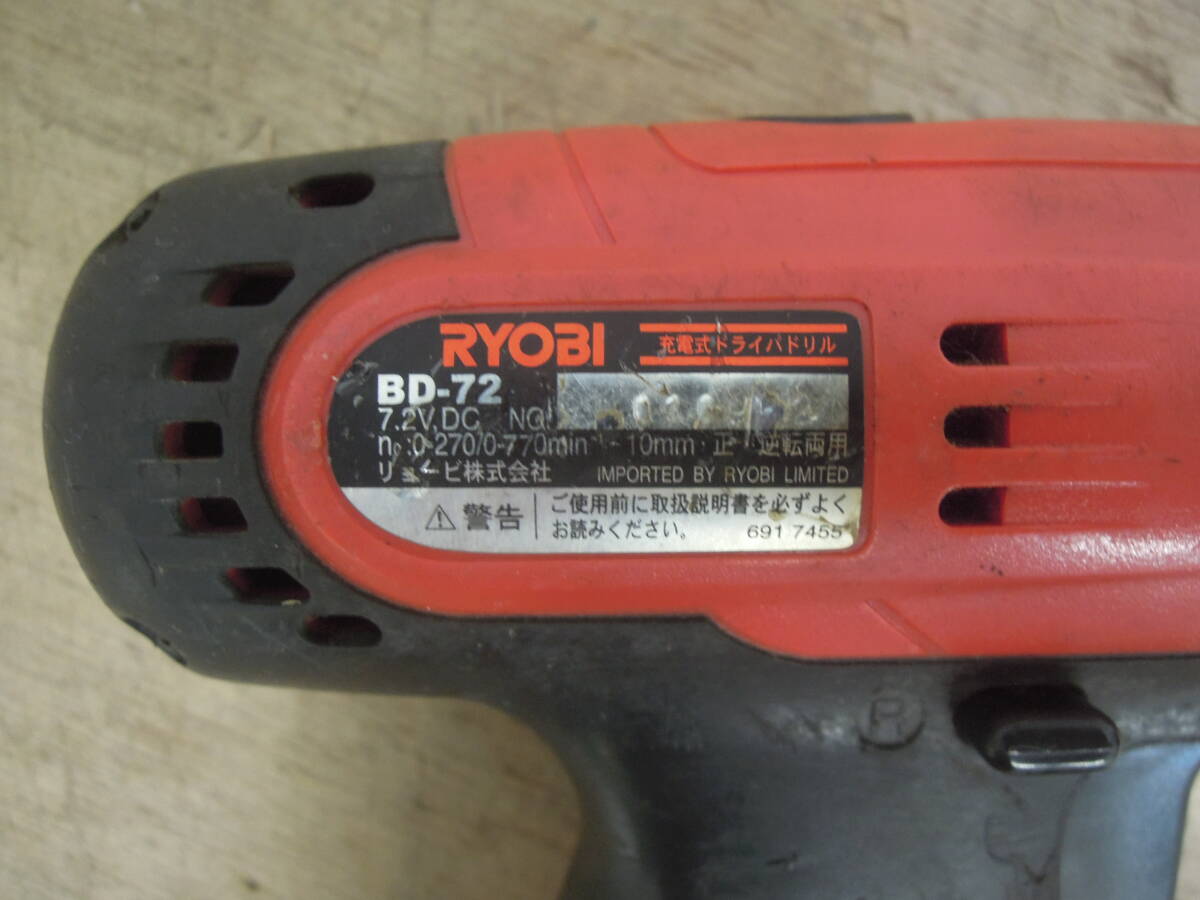 RYOBI
充電式ドライバドリル
BD-72
7.2V,DC NO.
n₀:0-270/0-770min⁻¹ 10mm 正・逆転両用
リョービ株式会社 IMPORTED BY RYOBI LIMITED
⚠警告 ご使用前に取扱説明書を必ずよく
お読みください。 691 7455
R